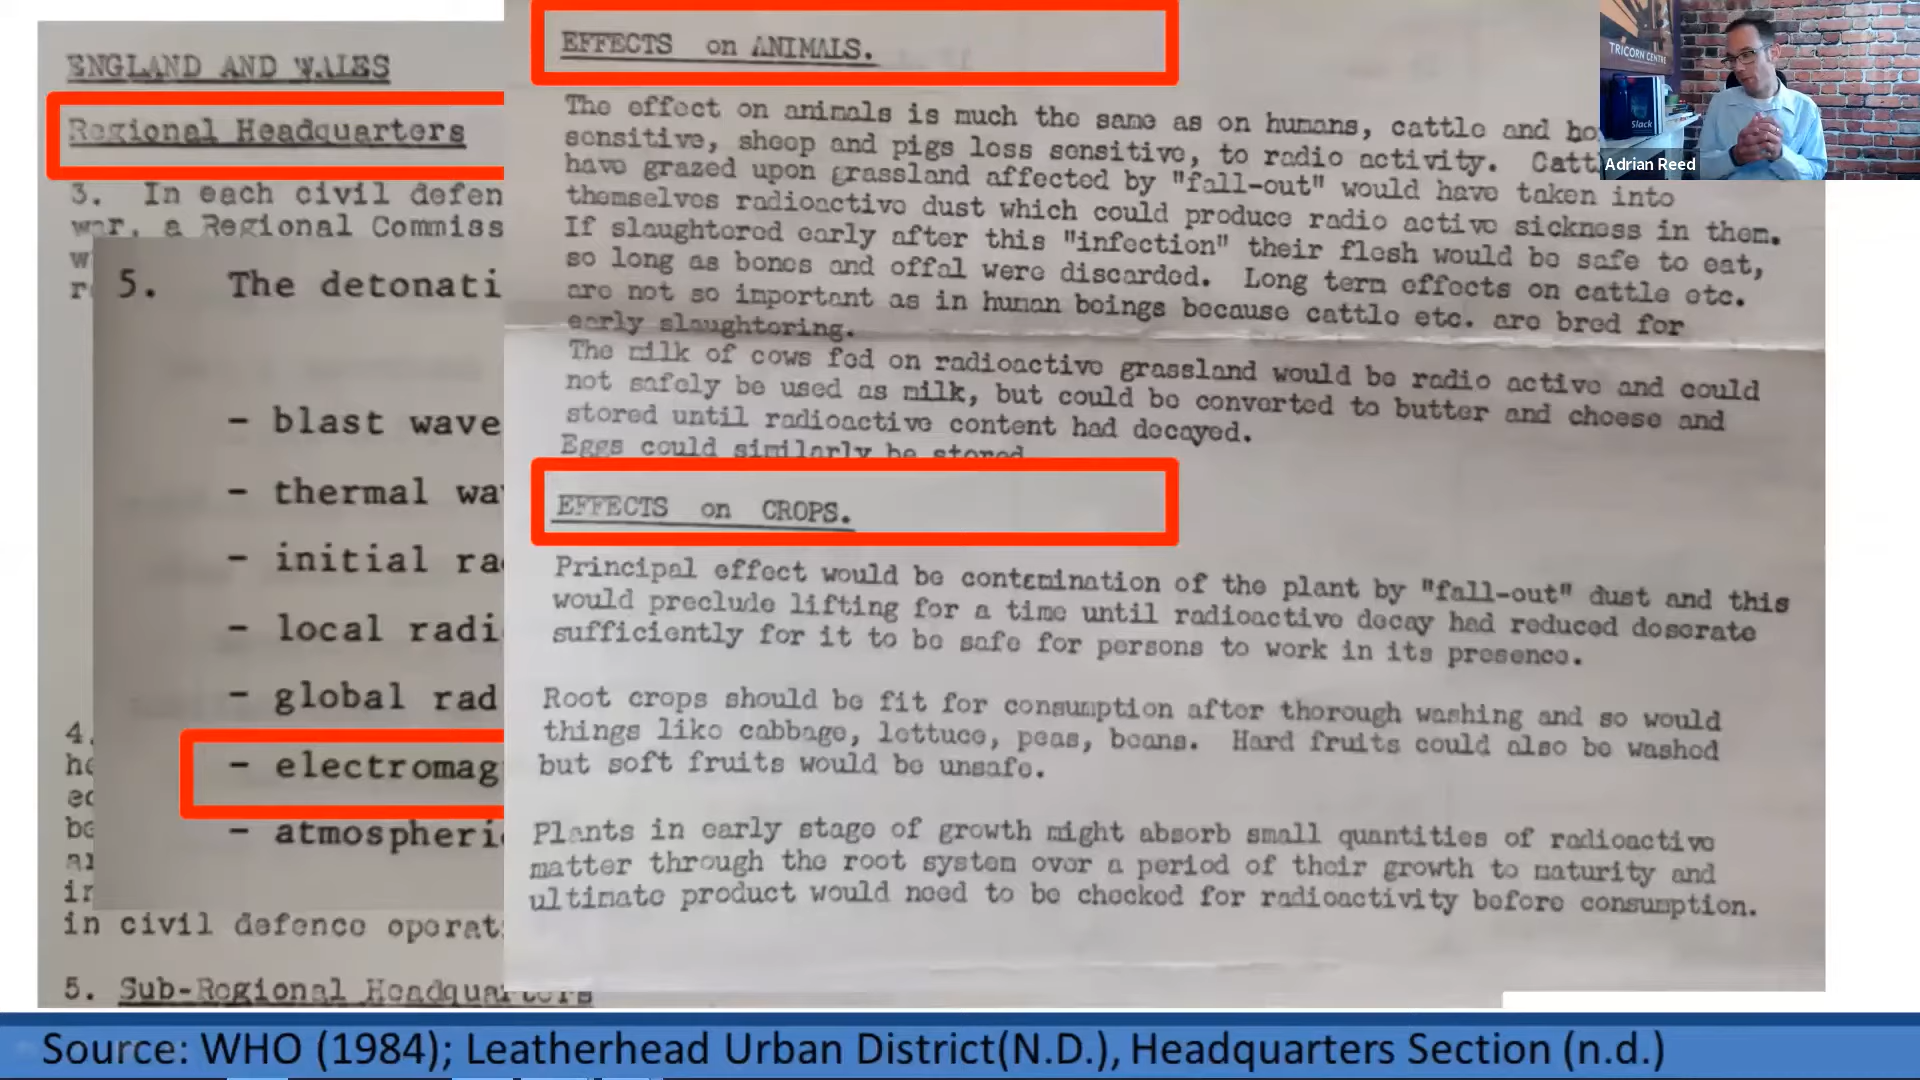 ENGLAND AND WALES
Regional Headquarters
3. In each civil defen
war, a Regional Commiss
5. The detonati
- blast wave
- thermal wa
- initial ra
- local radi
- global rad
- electromag
- atmospheri
4.
in civil defence operat
5. Sub-Regional Headquarters
EFFECTS on ANIMALS.
The effect on animals is much the same as on humans, cattle and ho
sensitive, sheep and pigs less sensitive, to radio activity. Catt
have grazed upon grassland affected by "fall-out" would have taken into
themselves radioactive dust which could produce radio active sickness in them.
If slaughtered early after this "infection" their flesh would be safe to eat,
so long as bones and offal were discarded. Long term effects on cattle etc.
are not so important as in human beings because cattle etc. are bred for
early slaughtering.
The milk of cows fed on radioactive grassland would be radio active and could
not safely be used as milk, but could be converted to butter and cheese and
stored until radioactive content had decayed.
Eggs could similarly be stored
EFFECTS on CROPS.
Principal effect would be contamination of the plant by "fall-out" dust and this
would preclude lifting for a time until radioactive decay had reduced doserate
sufficiently for it to be safe for persons to work in its presence.
Root crops should be fit for consumption after thorough washing and so would
things like cabbage, lettuce, peas, beans. Hard fruits could also be washed
but soft fruits would be unsafe.
Plants in early stage of growth might absorb small quantities of radioactive
matter through the root system over a period of their growth to maturity and
ultimate product would need to be checked for radioactivity before consumption.
TRICORN CENTRE
Slack
Adrian Reed
Source: WHO (1984); Leatherhead Urban District(N.D.), Headquarters Section (n.d.)